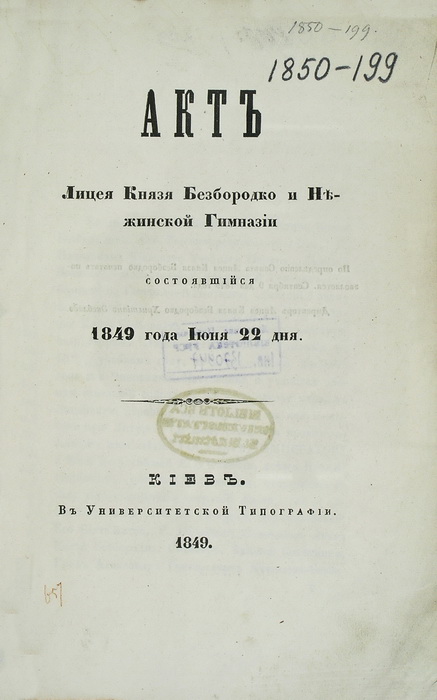 1850-199.
1850-199
АКТЪ
Лицея Князя Безбородко и Нѣ-
жинской Гимназіи
состоявшійся
1849 года Іюня 22 дня.
КІЕВЪ.
Въ Университетской Типографіи.
1849.